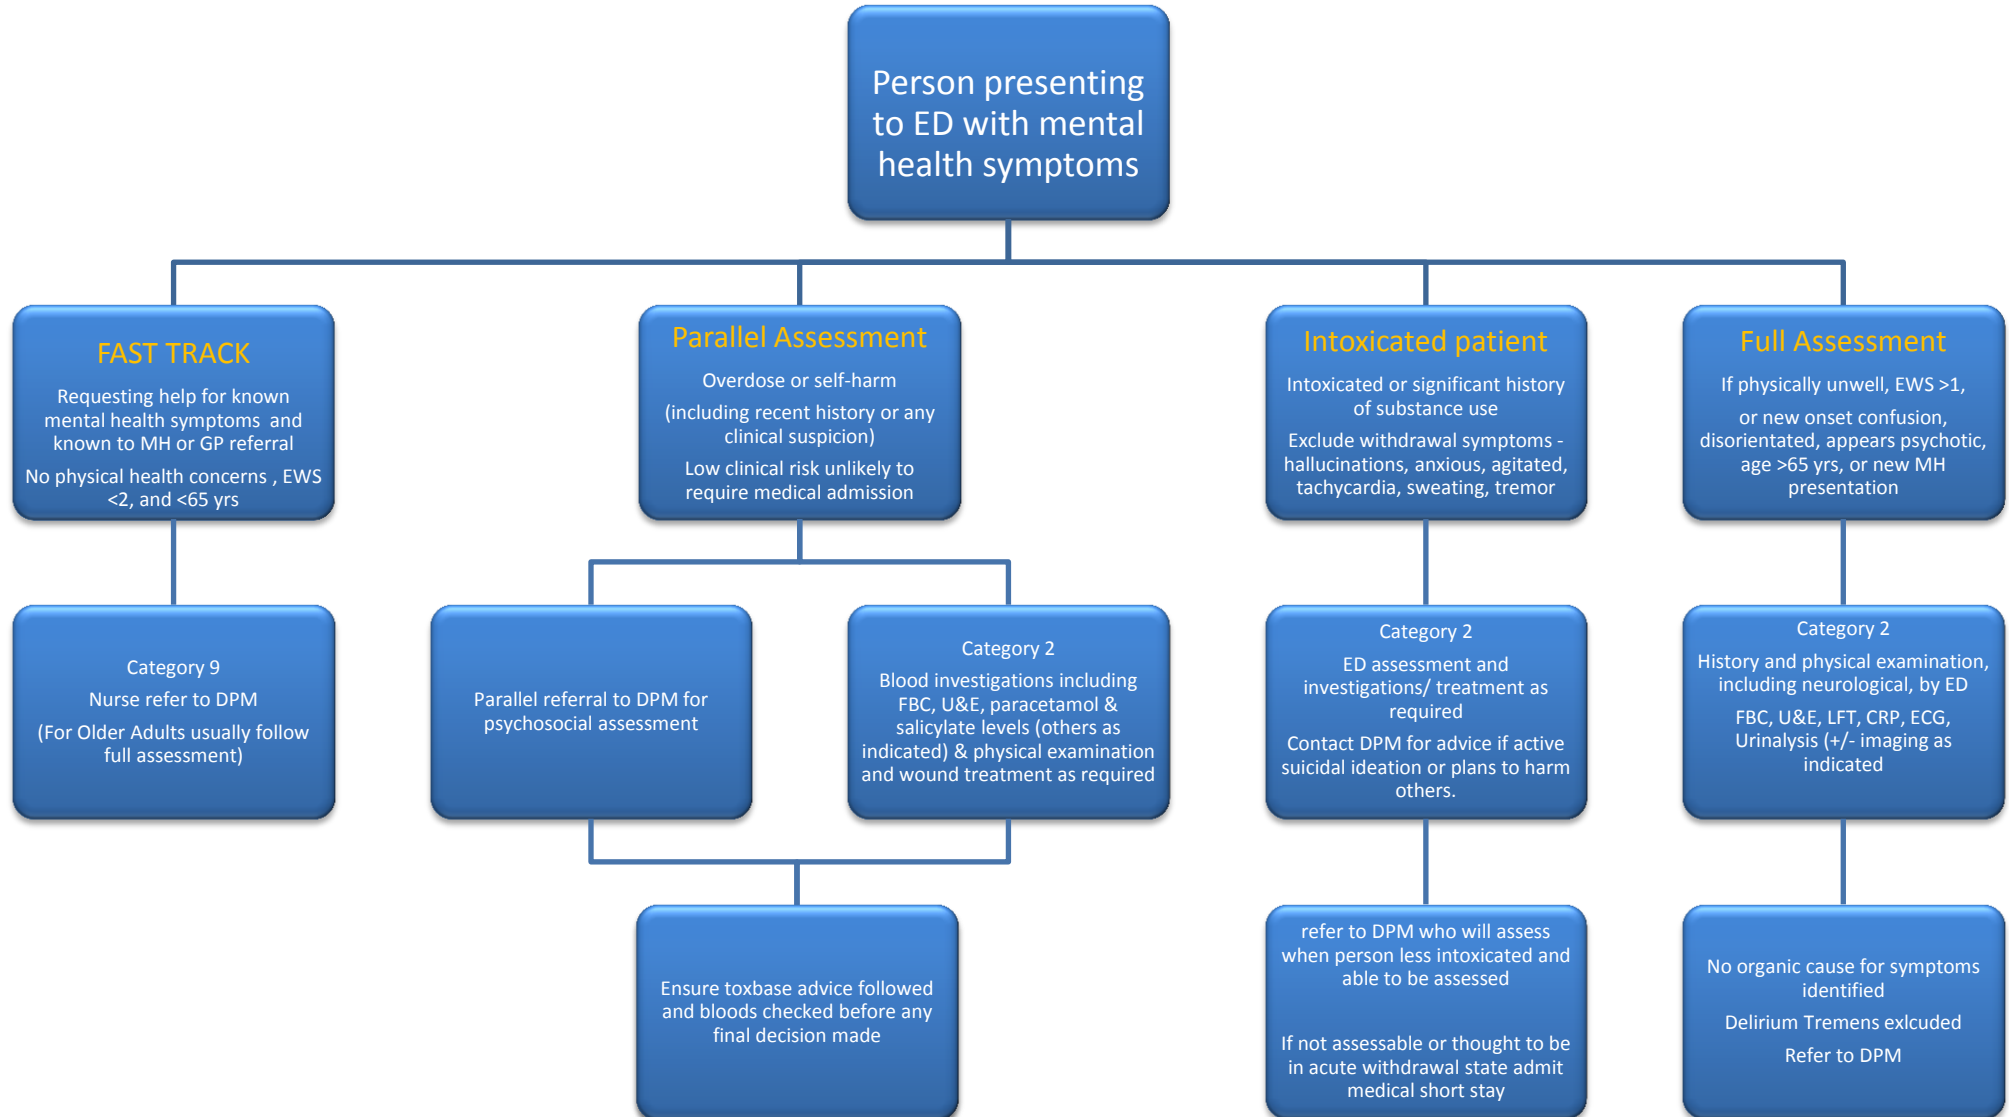 Person presenting
to ED with mental
health symptoms
FAST TRACK
Requesting help for known
mental health symptoms and
known to MH or GP referral
No physical health concerns , EWS
<2, and <65 yrs
Parallel Assessment
Overdose or self-harm
(including recent history or any
clinical suspicion)
Low clinical risk unlikely to
require medical admission
Intoxicated patient
Intoxicated or significant history
of substance use
Exclude withdrawal symptoms -
hallucinations, anxious, agitated,
tachycardia, sweating, tremor
Full Assessment
If physically unwell, EWS >1,
or new onset confusion,
disorientated, appears psychotic,
age >65 yrs, or new MH
presentation
Category 9
Nurse refer to DPM
(For Older Adults usually follow
full assessment)
Parallel referral to DPM for
psychosocial assessment
Category 2
Blood investigations including
FBC, U&E, paracetamol &
salicylate levels (others as
indicated) & physical examination
and wound treatment as required
Category 2
ED assessment and
investigations/ treatment as
required
Contact DPM for advice if active
suicidal ideation or plans to harm
others.
Category 2
History and physical examination,
including neurological, by ED
FBC, U&E, LFT, CRP, ECG,
Urinalysis (+/- imaging as
indicated
Ensure toxbase advice followed
and bloods checked before any
final decision made
refer to DPM who will assess
when person less intoxicated and
able to be assessed
If not assessable or thought to be
in acute withdrawal state admit
medical short stay
No organic cause for symptoms
identified
Delirium Tremens exlcuded
Refer to DPM